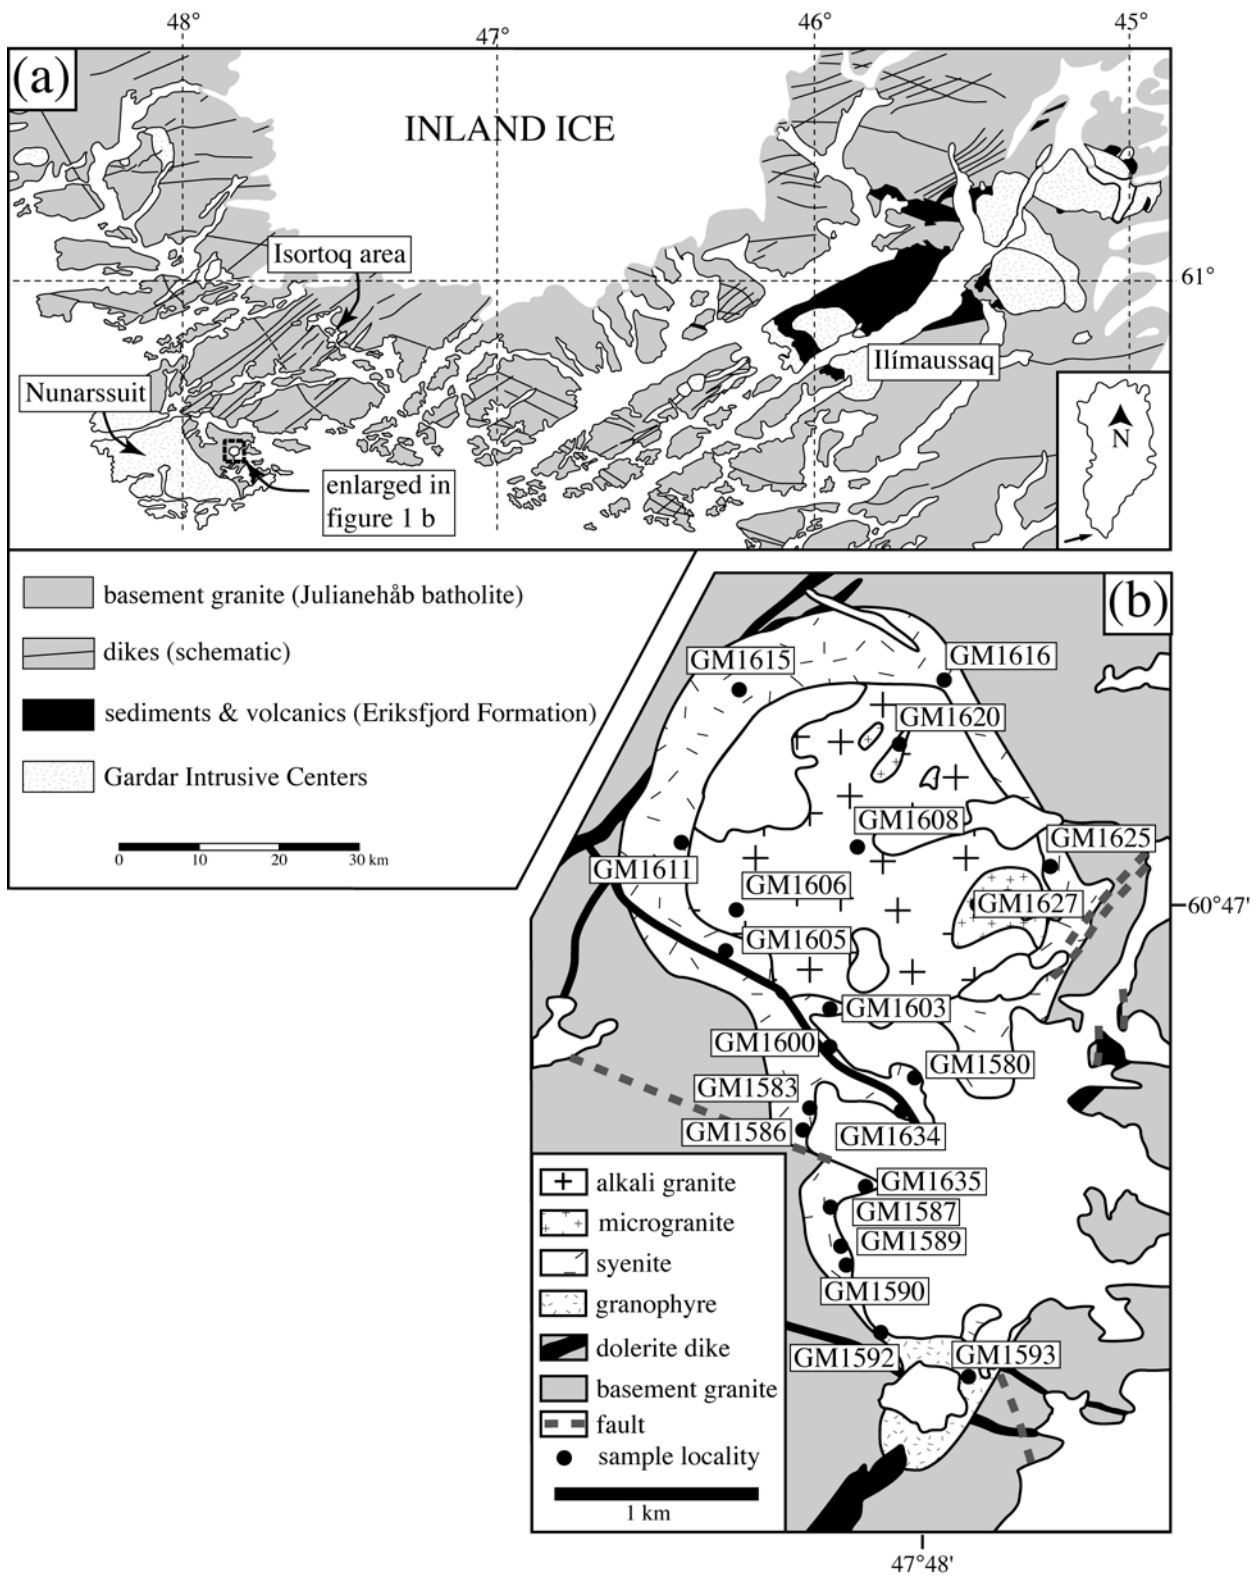 48°
47°
46°
45°
(a)
INLAND ICE
Isortoq area
61°
Nunarssuit
Ilímaussaq
enlarged in
figure 1 b
N
basement granite (Julianehåb batholite)
dikes (schematic)
sediments & volcanics (Eriksfjord Formation)
Gardar Intrusive Centers
0 10 20 30 km
(b)
GM1615
GM1616
GM1620
GM1608
GM1625
GM1611
GM1606
GM1627
60°47'
GM1605
GM1603
GM1600
GM1580
GM1583
GM1586
GM1634
GM1635
GM1587
GM1589
GM1590
GM1592
GM1593
alkali granite
microgranite
syenite
granophyre
dolerite dike
basement granite
fault
sample locality
1 km
47°48'